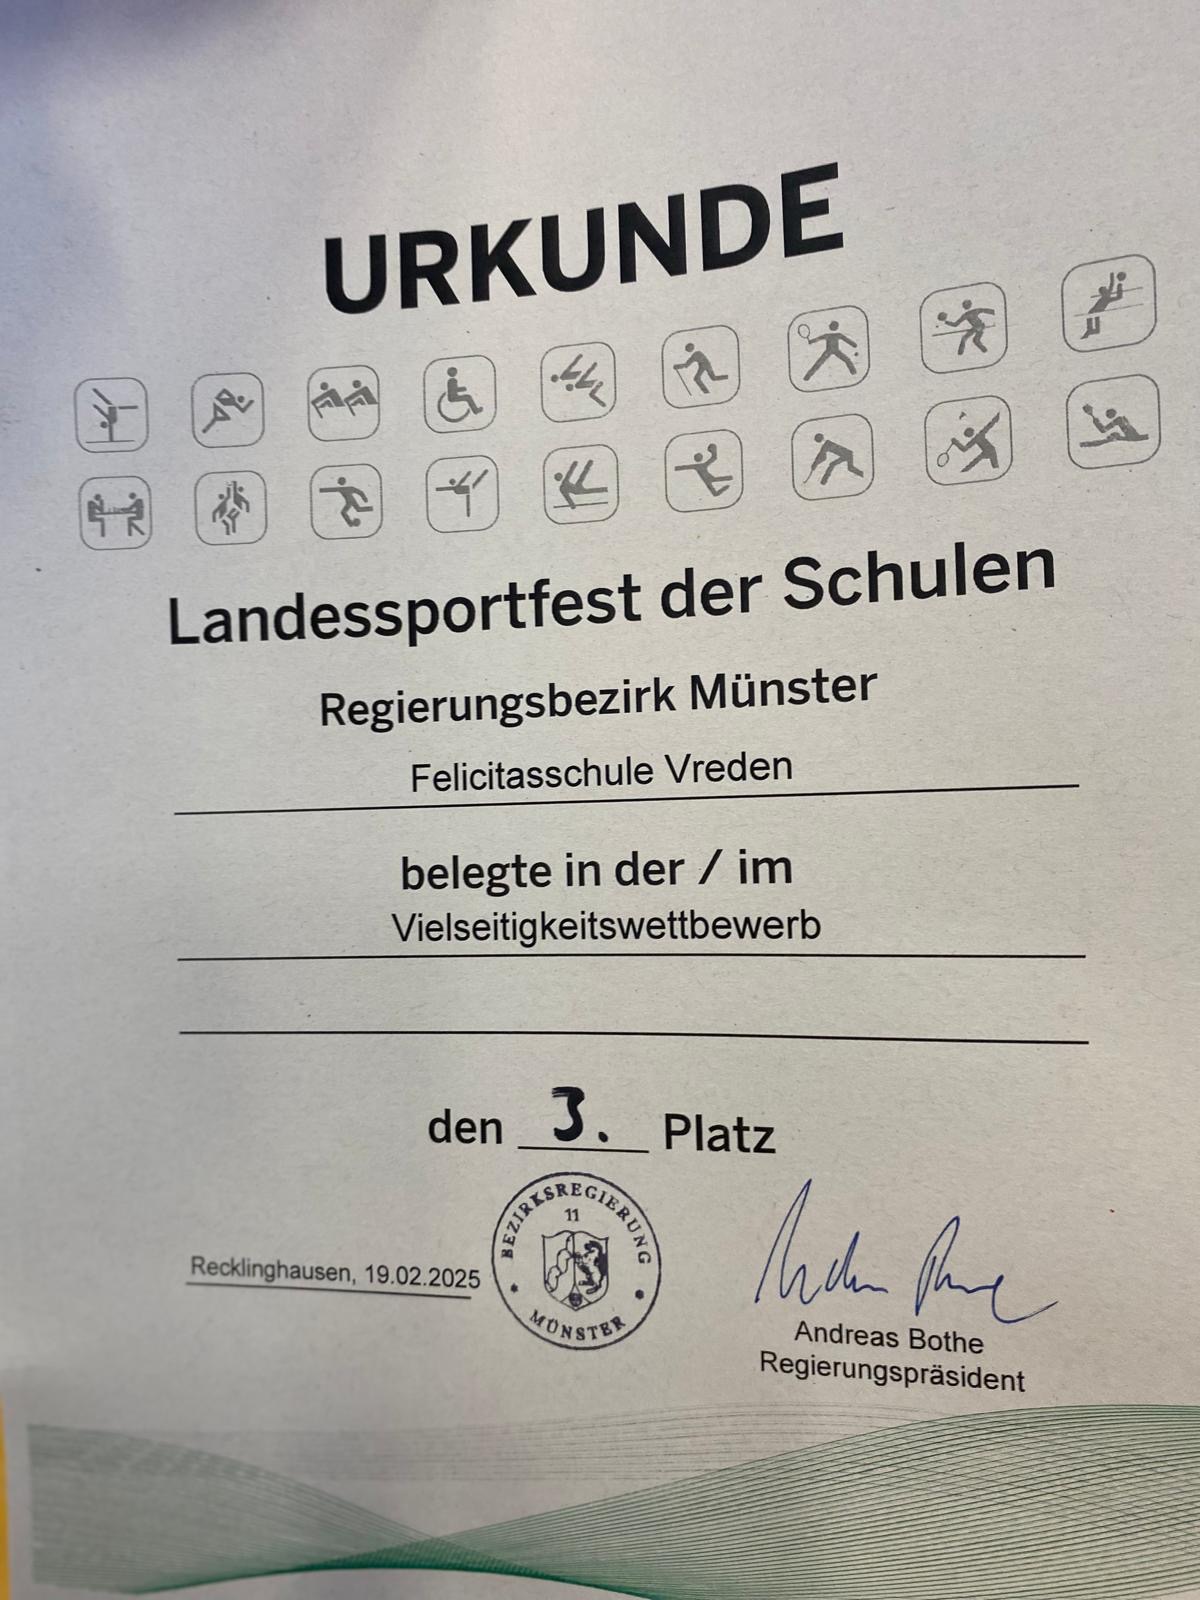 URKUNDE
Landessportfest der Schulen
Regierungsbezirk Münster
Felicitasschule Vreden
belegte in der / im
Vielseitigkeitswettbewerb
den 3. Platz
BEZIRKSREGIERUNG
11
MÜNSTER
Recklinghausen, 19.02.2025
Andreas Bothe
Regierungspräsident